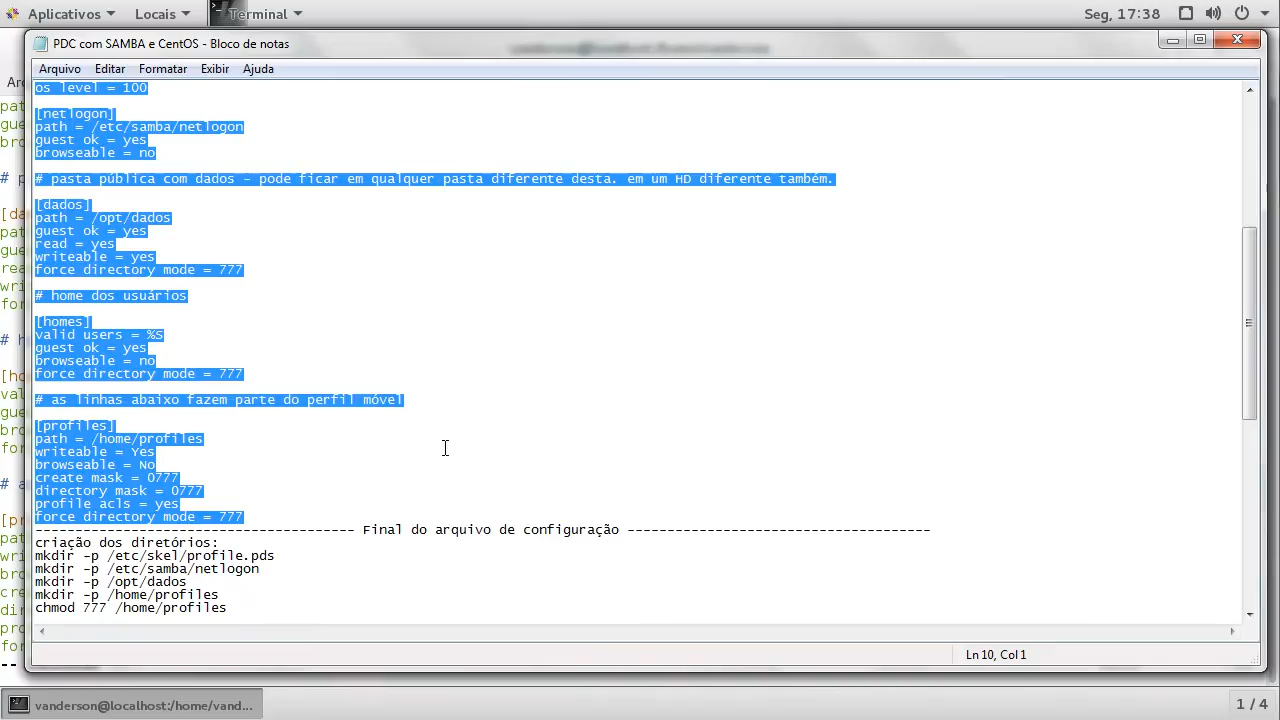 Aplicativos Locais Terminal Seg, 17:38
PDC com SAMBA e CentOS - Bloco de notas
Arquivo Editar Formatar Exibir Ajuda
os level = 100
[netlogon]
path = /etc/samba/netlogon
guest ok = yes
browseable = no
# pasta pública com dados - pode ficar em qualquer pasta diferente desta. em um HD diferente também.
[dados]
path = /opt/dados
guest ok = yes
read = yes
writeable = yes
force directory mode = 777
# home dos usuários
[homes]
valid users = %S
guest ok = yes
browseable = no
force directory mode = 777
# as linhas abaixo fazem parte do perfil móvel
[profiles]
path = /home/profiles
writeable = Yes
browseable = No
create mask = 0777
directory mask = 0777
profile acls = yes
force directory mode = 777
---------------------------------------- Final do arquivo de configuração --------------------------------------
criação dos diretórios:
mkdir -p /etc/skel/profile.pds
mkdir -p /etc/samba/netlogon
mkdir -p /opt/dados
mkdir -p /home/profiles
chmod 777 /home/profiles
Ln 10, Col 1
vanderson@localhost:/home/vand...
1 / 4